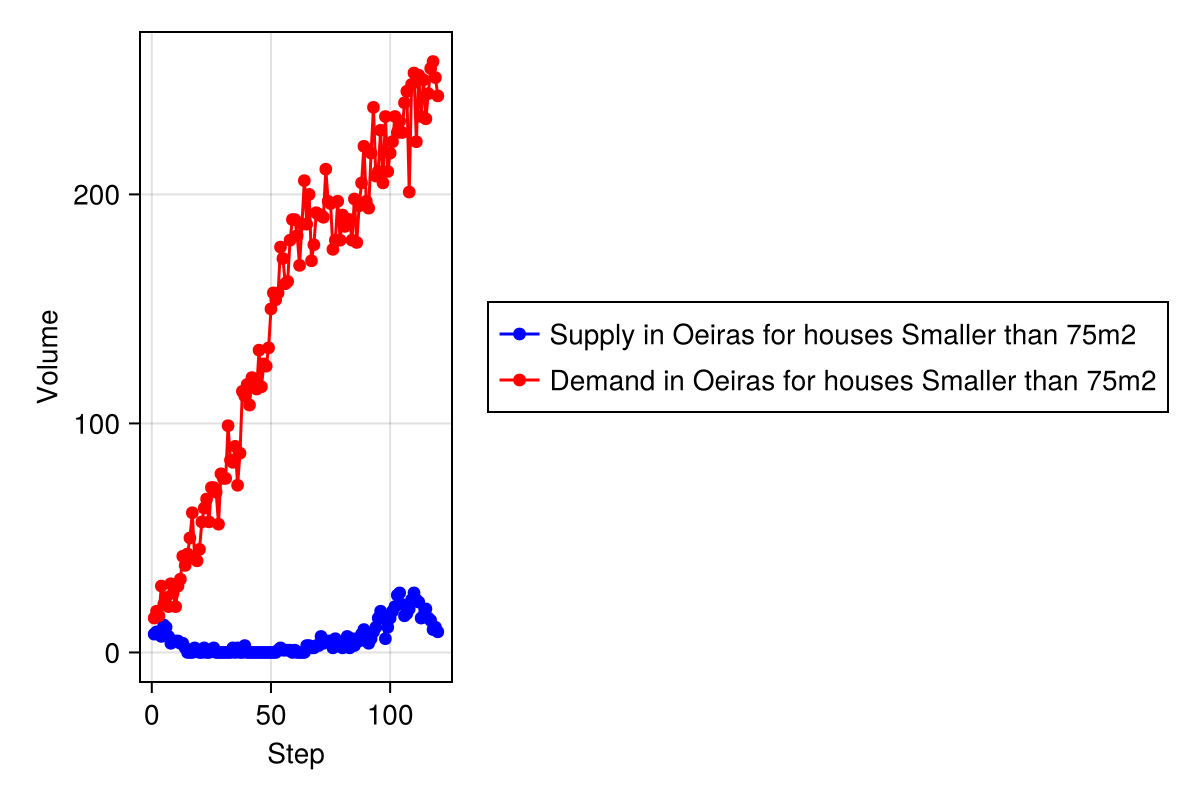 200
100
0
Volume
0 50 100
Step
Supply in Oeiras for houses Smaller than 75m2
Demand in Oeiras for houses Smaller than 75m2